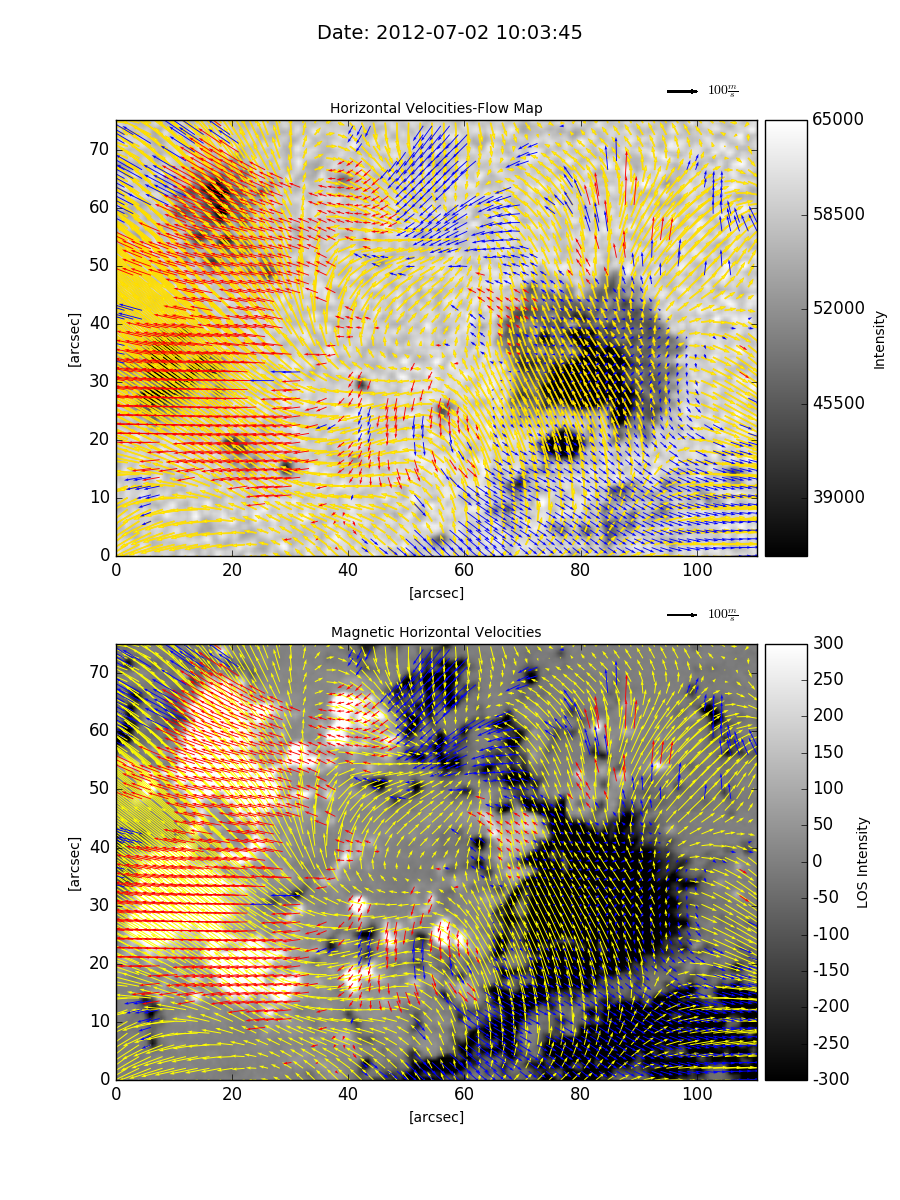 Date: 2012-07-02 10:03:45
100 m/s
Horizontal Velocities-Flow Map
70
60
50
40
30
20
10
0
[arcsec]
0 20 40 60 80 100
[arcsec]
65000
58500
52000
45500
39000
Intensity
100 m/s
Magnetic Horizontal Velocities
70
60
50
40
30
20
10
0
[arcsec]
0 20 40 60 80 100
[arcsec]
300
250
200
150
100
50
0
-50
-100
-150
-200
-250
-300
LOS Intensity